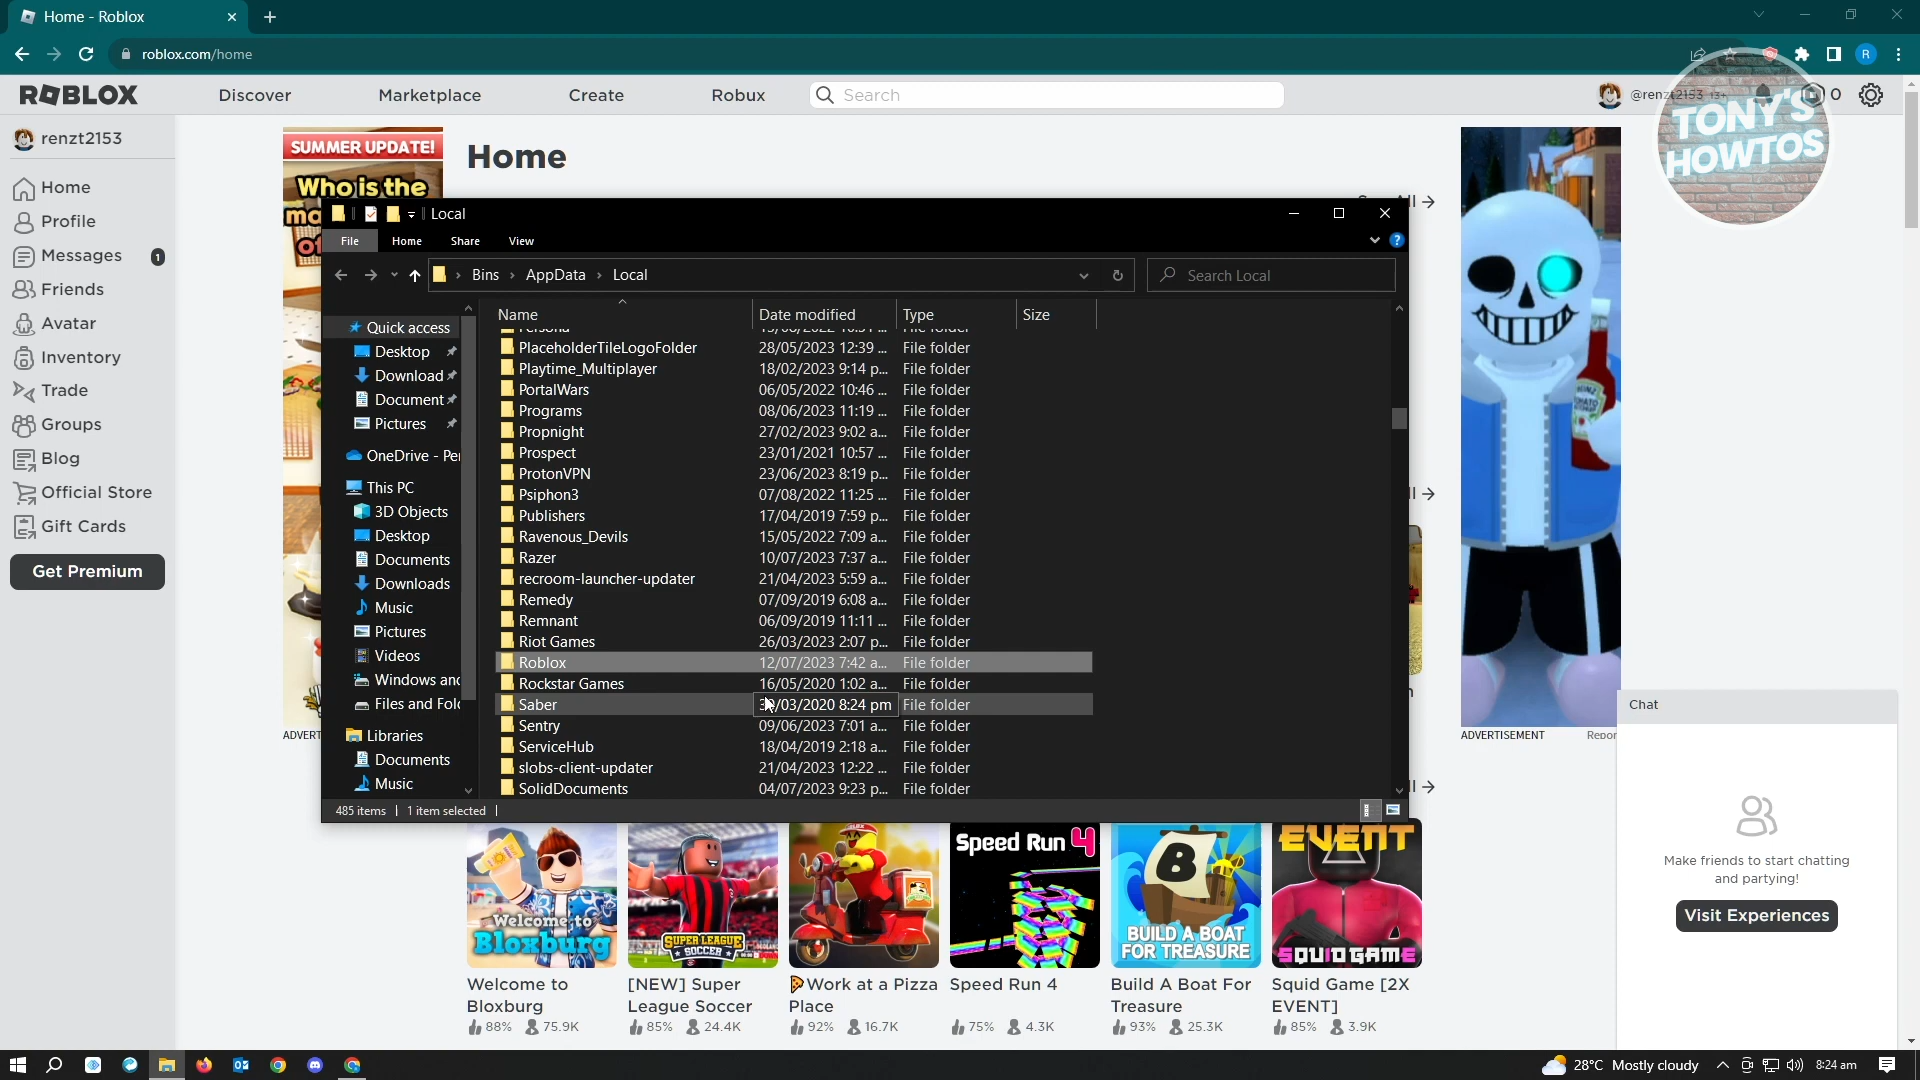 Home - Roblox
roblox.com/home
R
ROBLOX
Discover
Marketplace
Create
Robux
Search
@renzt2153 13+
0
TONY'S
HOWTOS
renzt2153
Home
Profile
Messages
1
Friends
Avatar
Inventory
Trade
Groups
Blog
Official Store
Gift Cards
Get Premium
SUMMER UPDATE!
Who is the
Home
Local
File
Home
Share
View
?
Bins
AppData
Local
Search Local
Quick access
Desktop
Download
Document
Pictures
OneDrive - Per
This PC
3D Objects
Desktop
Documents
Downloads
Music
Pictures
Videos
Windows and
Files and Fol
Libraries
Documents
Music
Name
Date modified
Type
Size
PlaceholderTileLogoFolder 28/05/2023 12:39 ... File folder
Playtime_Multiplayer 18/02/2023 9:14 p... File folder
PortalWars 06/05/2022 10:46 ... File folder
Programs 08/06/2023 11:19 ... File folder
Propnight 27/02/2023 9:02 a... File folder
Prospect 23/01/2021 10:57 ... File folder
ProtonVPN 23/06/2023 8:19 p... File folder
Psiphon3 07/08/2022 11:25 ... File folder
Publishers 17/04/2019 7:59 p... File folder
Ravenous_Devils 15/05/2022 7:09 a... File folder
Razer 10/07/2023 7:37 a... File folder
recroom-launcher-updater 21/04/2023 5:59 a... File folder
Remedy 07/09/2019 6:08 a... File folder
Remnant 06/09/2019 11:11 ... File folder
Riot Games 26/03/2023 2:07 p... File folder
Roblox 12/07/2023 7:42 a... File folder
Rockstar Games 16/05/2020 1:02 a... File folder
Saber /03/2020 8:24 pm File folder
Sentry 09/06/2023 7:01 a... File folder
ServiceHub 18/04/2019 2:18 a... File folder
slobs-client-updater 21/04/2023 12:22 ... File folder
SolidDocuments 04/07/2023 9:23 p... File folder
485 items
1 item selected
ADVERT
ADVERTISEMENT
Repor
HEINZ
TOMATO
KETCHUP
Chat
Make friends to start chatting
and partying!
Visit Experiences
Welcome to
Bloxburg
SUPER LEAGUE
SOCCER
Speed Run 4
B
BUILD A BOAT
FOR TREASURE
EVENT
SQUID GAME
Welcome to
Bloxburg
88% 75.9K
[NEW] Super
League Soccer
85% 24.4K
Work at a Pizza
Place
92% 16.7K
Speed Run 4
75% 4.3K
Build A Boat For
Treasure
93% 25.3K
Squid Game [2X
EVENT]
85% 3.9K
28°C Mostly cloudy
8:24 am